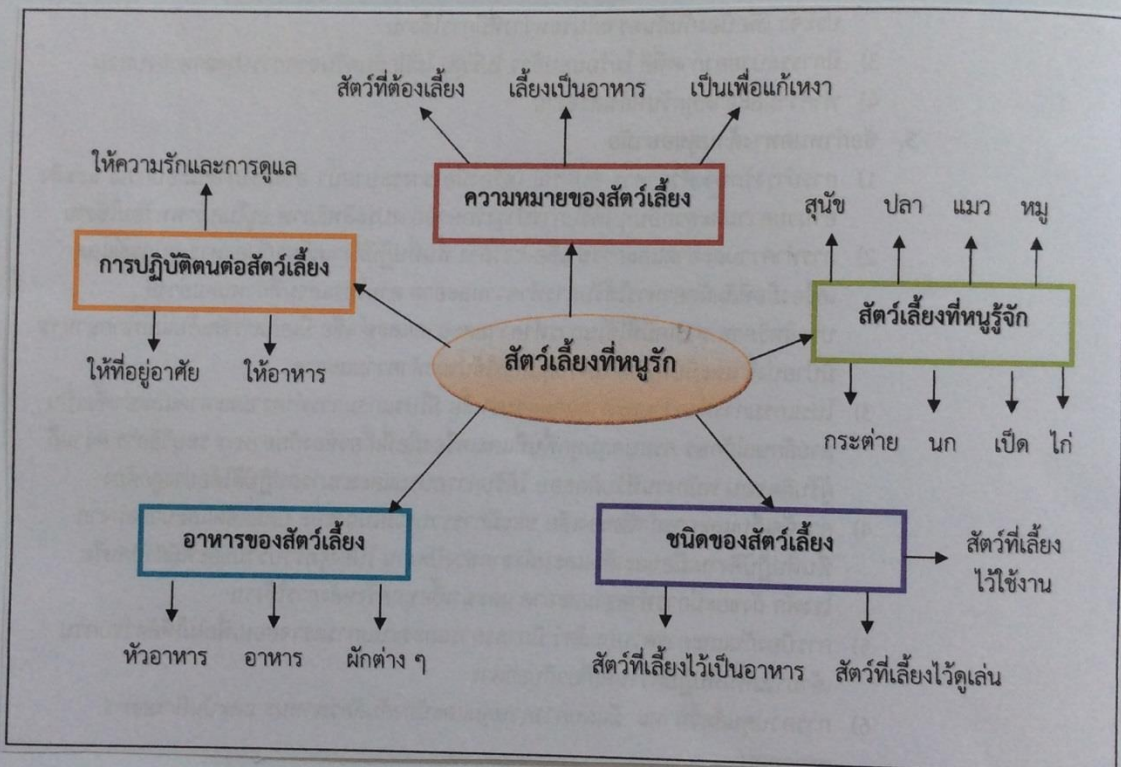 สัตว์ที่ต้องเลี้ยง
เลี้ยงเป็นอาหาร
เป็นเพื่อแก้เหงา
ความหมายของสัตว์เลี้ยง
ให้ความรักและการดูแล
การปฏิบัติตนต่อสัตว์เลี้ยง
ให้ที่อยู่อาศัย
ให้อาหาร
สุนัข
ปลา
แมว
หมู
สัตว์เลี้ยงที่หนูรู้จัก
กระต่าย
นก
เป็ด
ไก่
สัตว์เลี้ยงที่หนูรัก
อาหารของสัตว์เลี้ยง
หัวอาหาร
อาหาร
ผักต่าง ๆ
ชนิดของสัตว์เลี้ยง
สัตว์ที่เลี้ยง
ไว้ใช้งาน
สัตว์ที่เลี้ยงไว้เป็นอาหาร
สัตว์ที่เลี้ยงไว้ดูเล่น